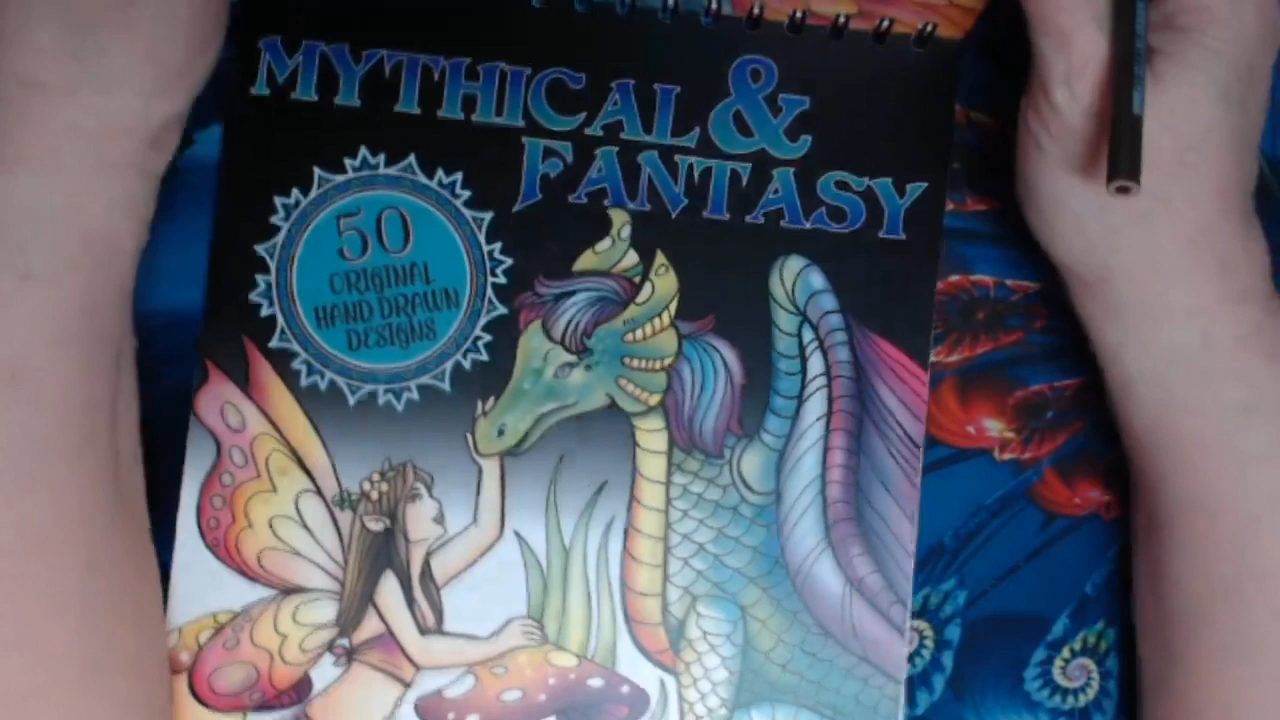 MYTHICAL &
FANTASY
50
ORIGINAL
HAND DRAWN
DESIGNS